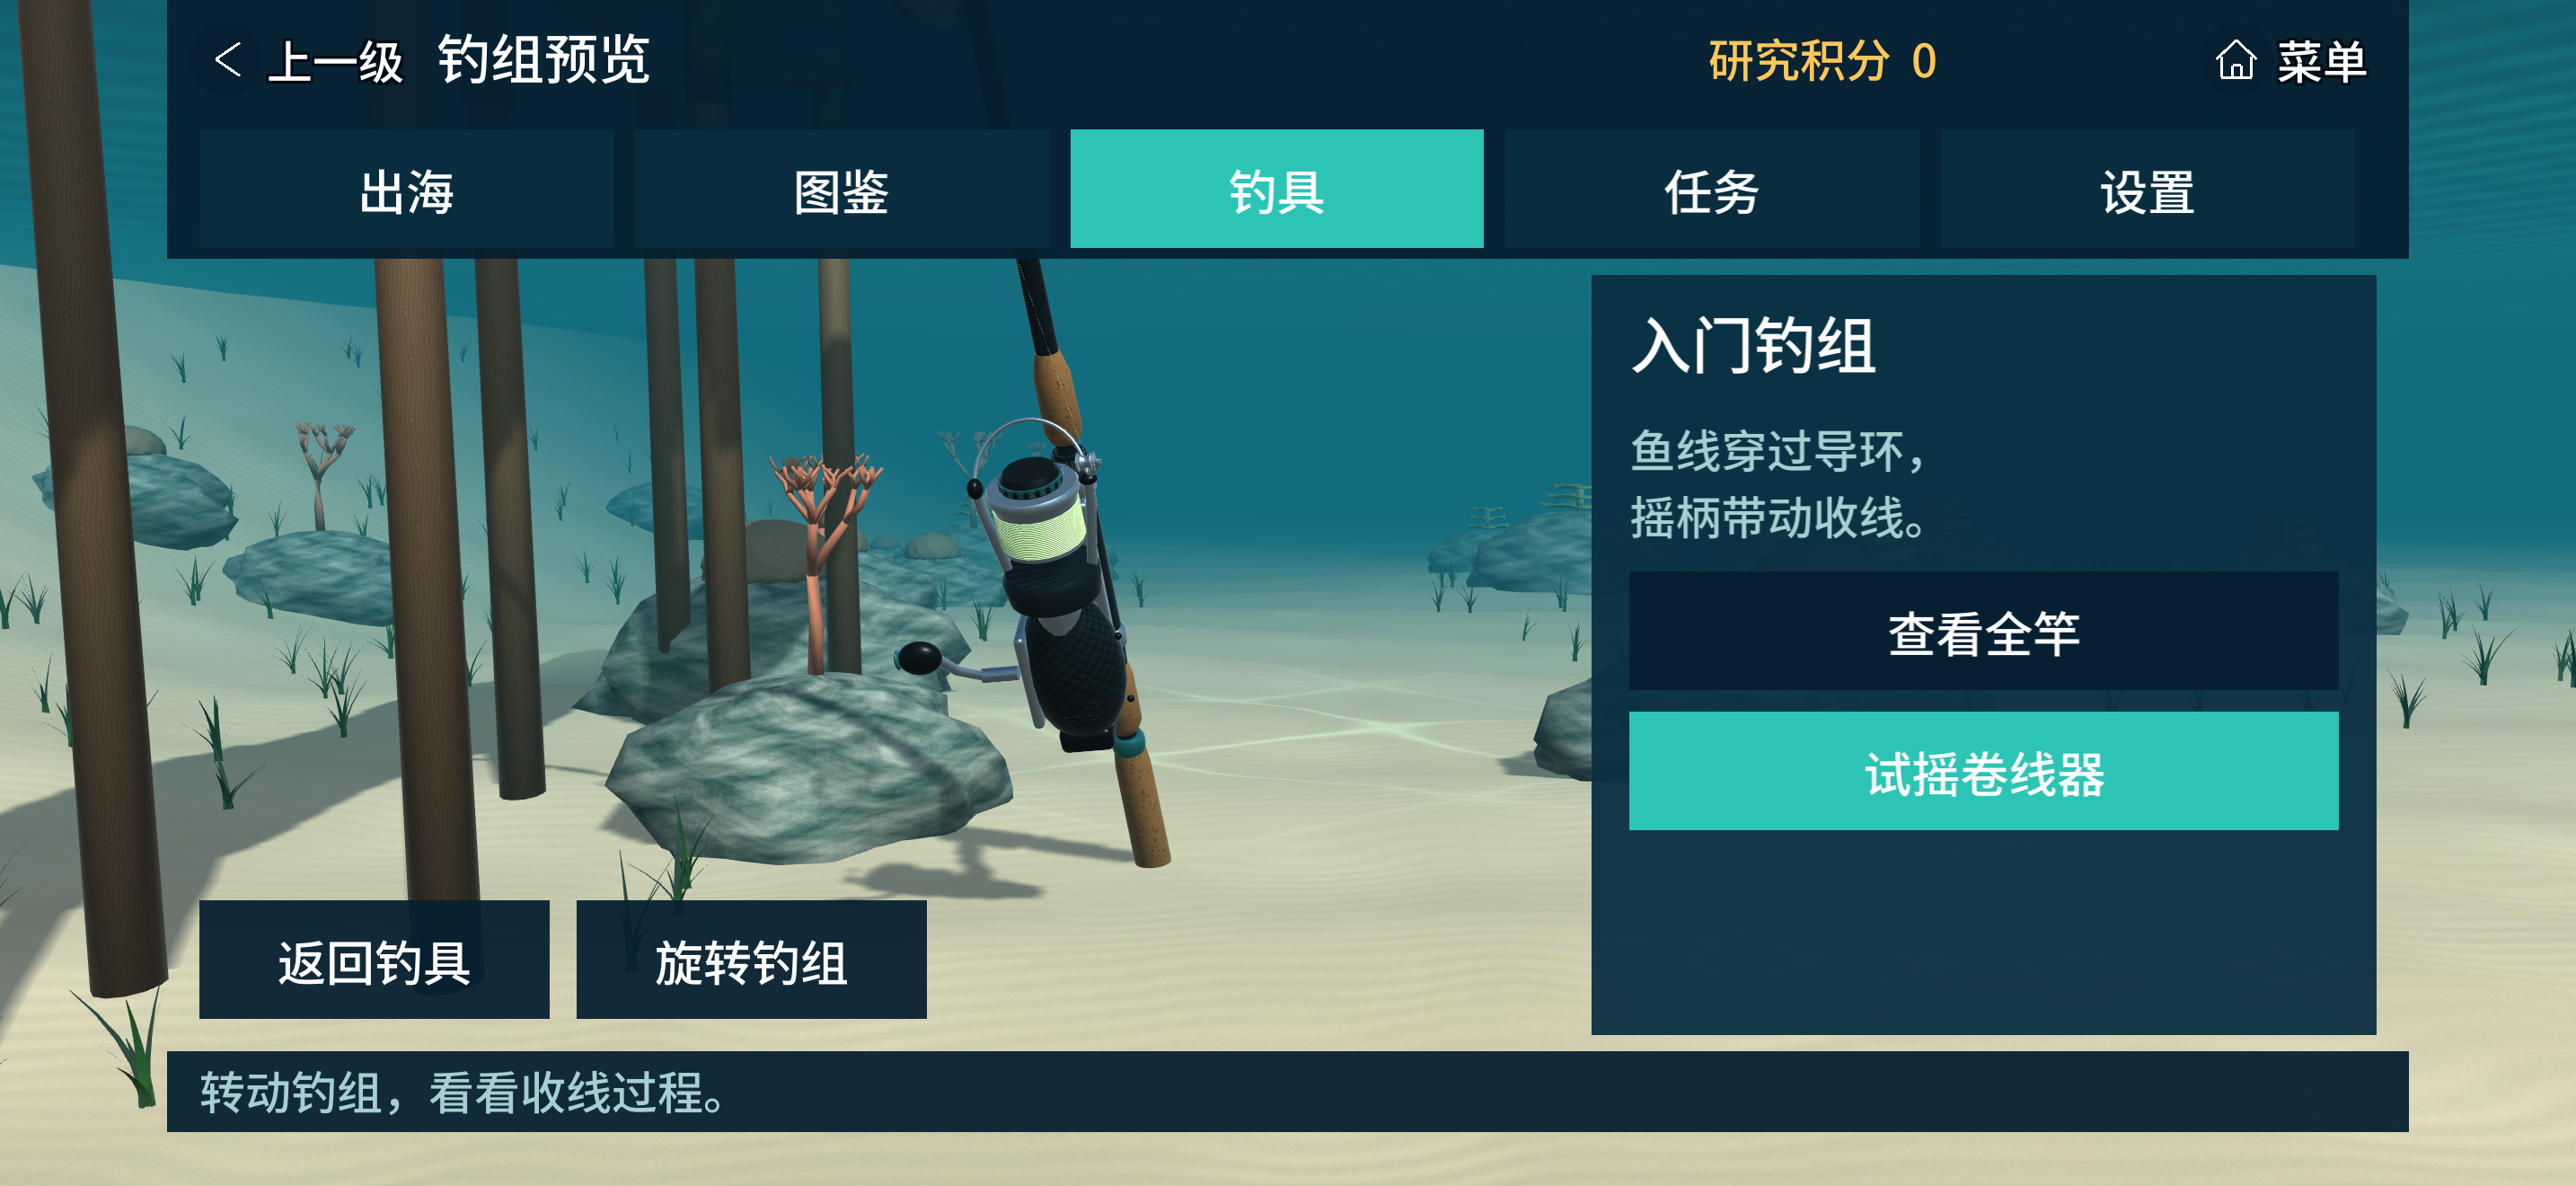 上一级 钓组预览 研究积分 0 菜单
出海 图鉴 钓具 任务 设置
入门钓组
鱼线穿过导环，
摇柄带动收线。
查看全竿
试摇卷线器
返回钓具 旋转钓组
转动钓组，看看收线过程。